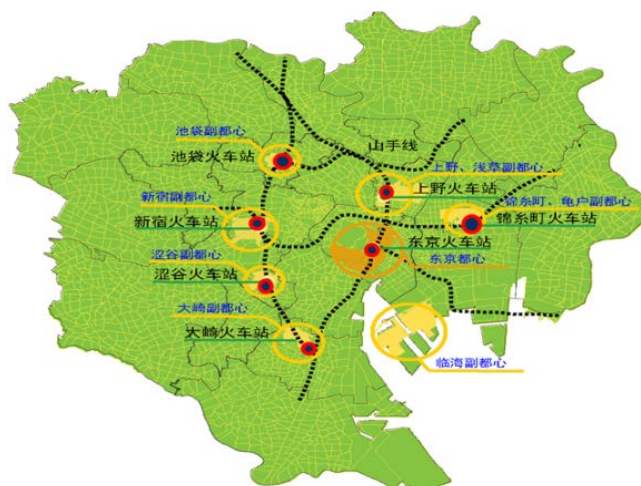 池袋副都心
池袋火车站
山手线
上野、浅草副都心
上野火车站
新宿副都心
新宿火车站
锦糸町、亀户副都心
锦糸町火车站
东京火车站
东京都心
涩谷副都心
涩谷火车站
大崎副都心
大崎火车站
临海副都心